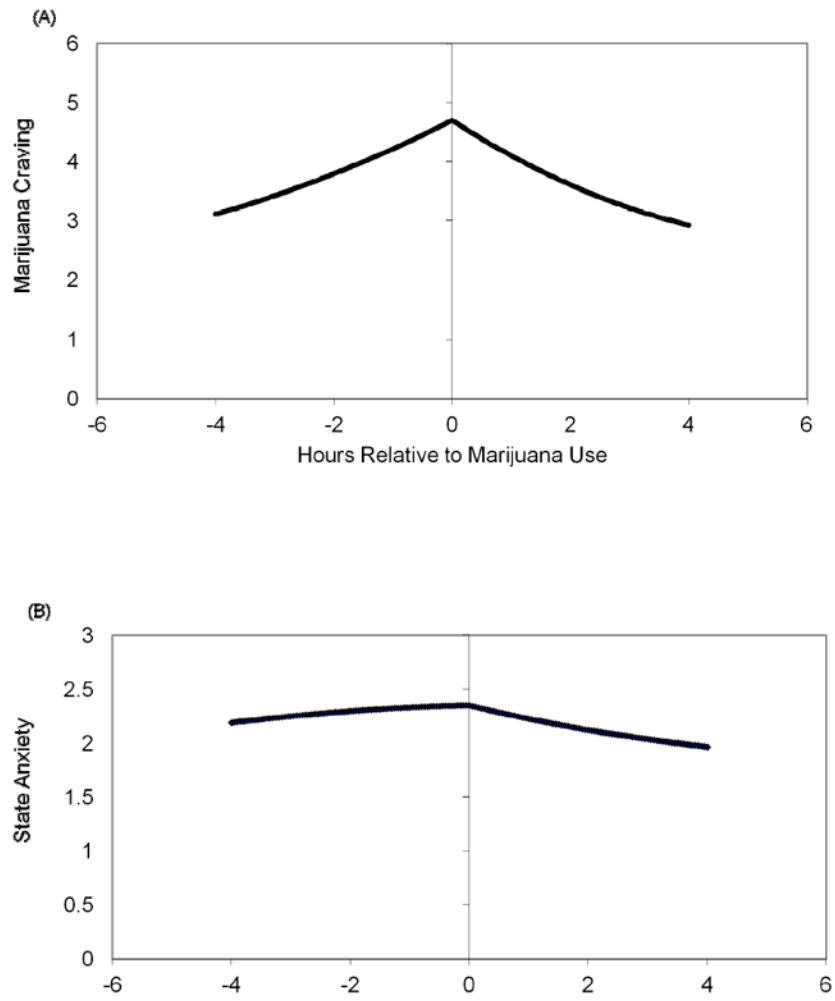 (A)
6
5
4
3
2
1
0
Marijuana Craving
-6 -4 -2 0 2 4 6
Hours Relative to Marijuana Use
(B)
3
2.5
2
1.5
1
0.5
0
State Anxiety
-6 -4 -2 0 2 4 6